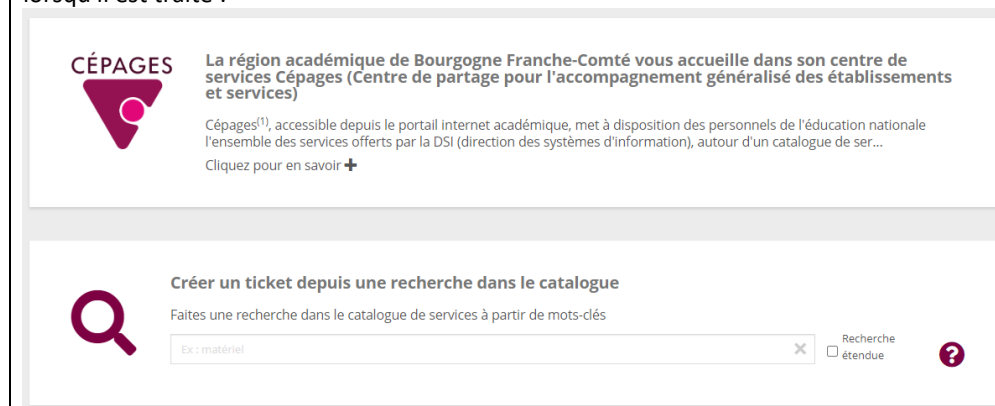 lorsqu'il est traité :
CÉPAGES
La région académique de Bourgogne Franche-Comté vous accueille dans son centre de
services Cépages (Centre de partage pour l'accompagnement généralisé des établissements
et services)
Cépages(1), accessible depuis le portail internet académique, met à disposition des personnels de l'éducation nationale
l'ensemble des services offerts par la DSI (direction des systèmes d'information), autour d'un catalogue de ser...
Cliquez pour en savoir +
Créer un ticket depuis une recherche dans le catalogue
Faites une recherche dans le catalogue de services à partir de mots-clés
Ex : matériel
Recherche
étendue